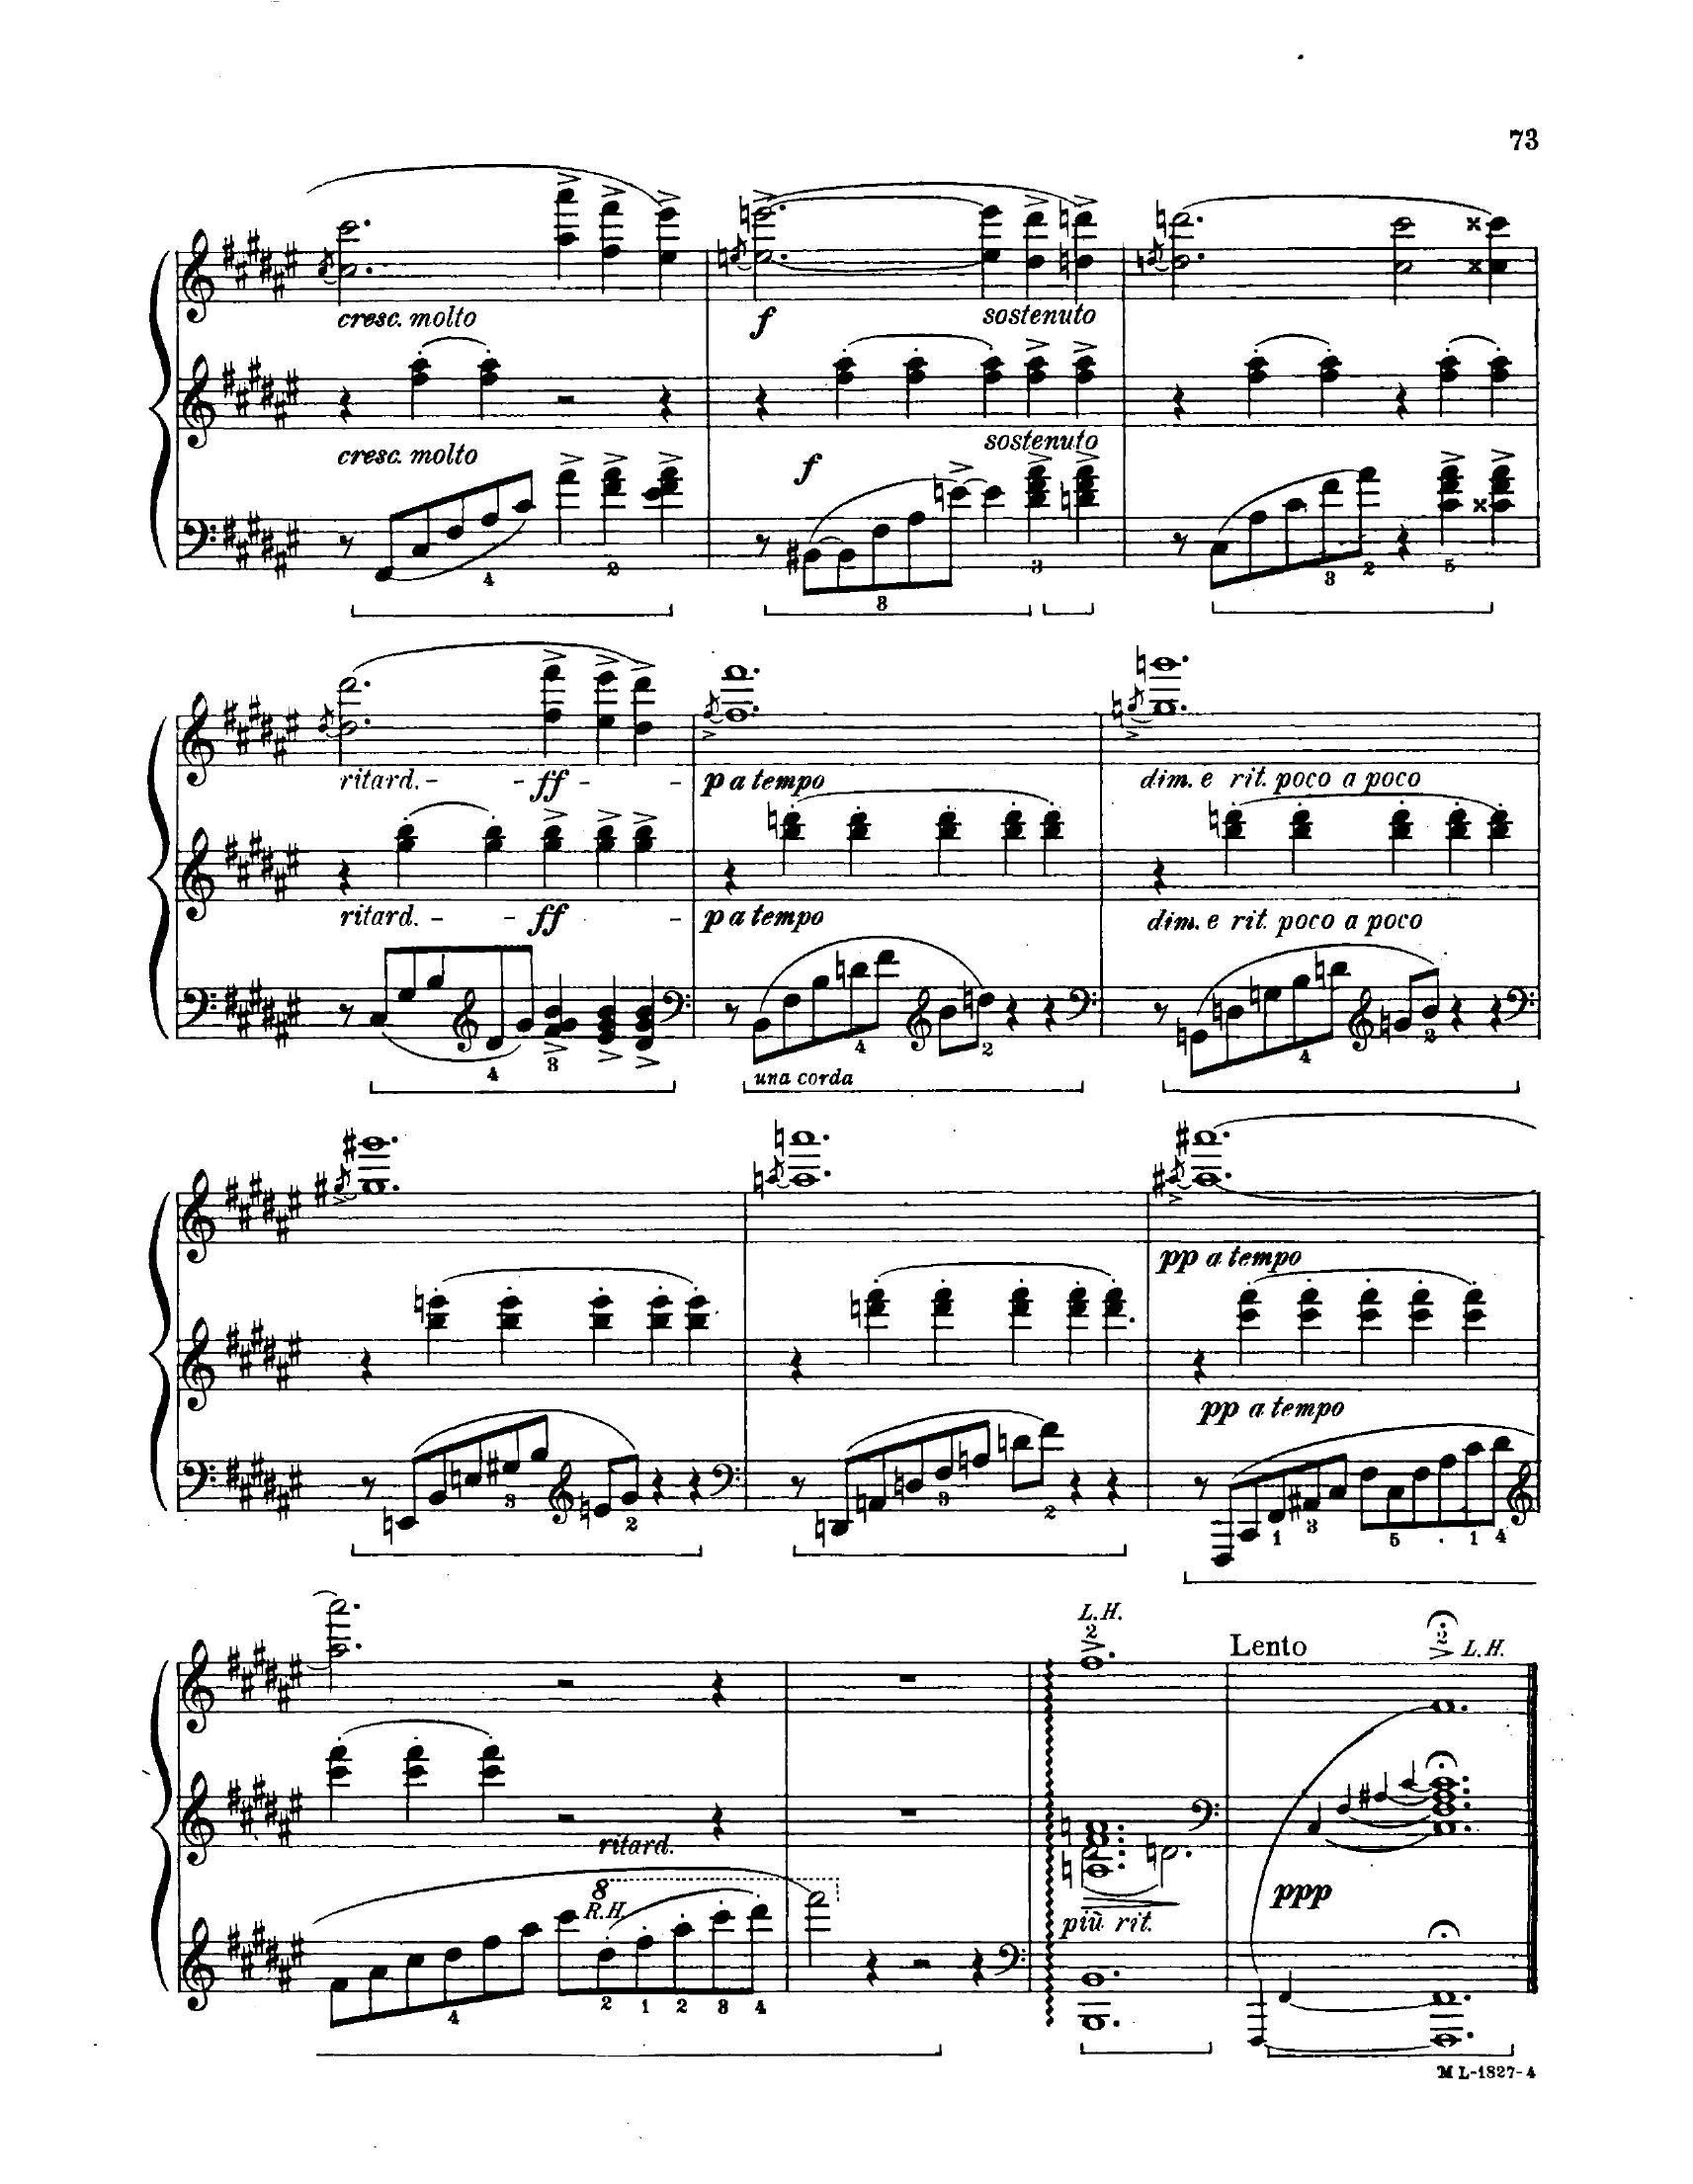 73
cresc. molto
f
sostenuto
cresc. molto
f
sostenuto
4
2
3
3
3
2
5
ritard.
ff
p a tempo
dim. e rit. poco a poco
ritard.
ff
p a tempo
dim. e rit. poco a poco
4
3
una corda
4
2
4
2
pp a tempo
pp a tempo
3
2
3
2
1
3
5
1
4
L.H.
2
Lento
2
L.H.
ritard.
8
R.H.
ppp
più rit.
4
2
1
2
3
4
ML-1827-4